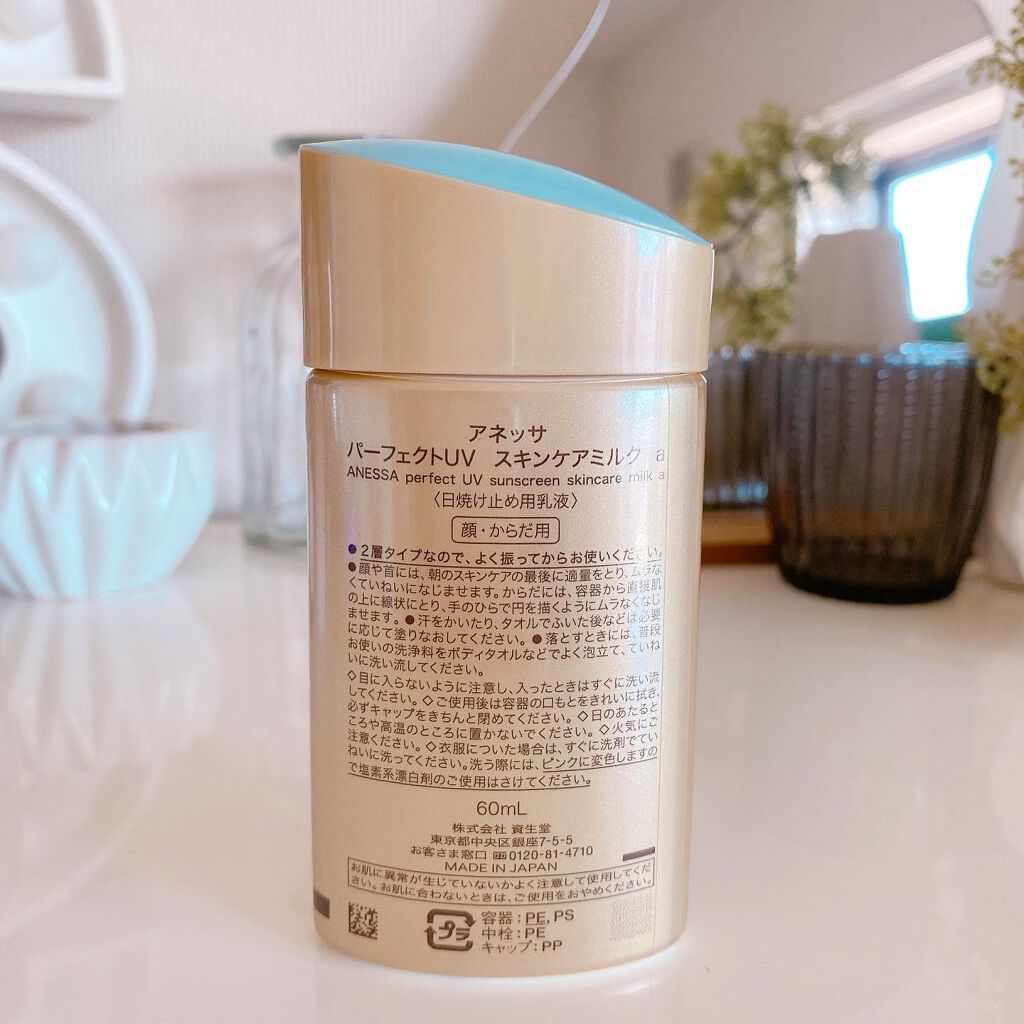 アネッサ
パーフェクトUV スキンケアミルク a
ANESSA perfect UV sunscreen skincare milk a
〈日焼け止め用乳液〉
顔・からだ用
●2層タイプなので、よく振ってからお使いください。
●顔や首には、朝のスキンケアの最後に適量をとり、ムラな
くていねいになじませます。からだには、容器から直接肌
の上に線状にとり、手のひらで円を描くようにムラなくなじ
ませます。●汗をかいたり、タオルでふいた後などは必要
に応じて塗りなおしてください。●落とすときには、普段
お使いの洗浄料をボディタオルなどでよく泡立て、ていね
いに洗い流してください。
◇目に入らないように注意し、入ったときはすぐに洗い流
してください。◇ご使用後は容器の口もとをきれいに拭き、
必ずキャップをきちんと閉めてください。◇日のあたると
ころや高温のところに置かないでください。◇火気にご
注意ください。◇衣服についた場合は、すぐに洗剤でてい
ねいに洗ってください。洗う際には、ピンクに変色しますの
で塩素系漂白剤のご使用はさけてください。
60mL
株式会社 資生堂
東京都中央区銀座7-5-5
お客さま窓口 0120-81-4710
MADE IN JAPAN
お肌に異常が生じていないかよく注意して使用してくだ
さい。お肌に合わないときは、ご使用をおやめください。
プラ
容器:PE, PS
中栓:PE
キャップ:PP